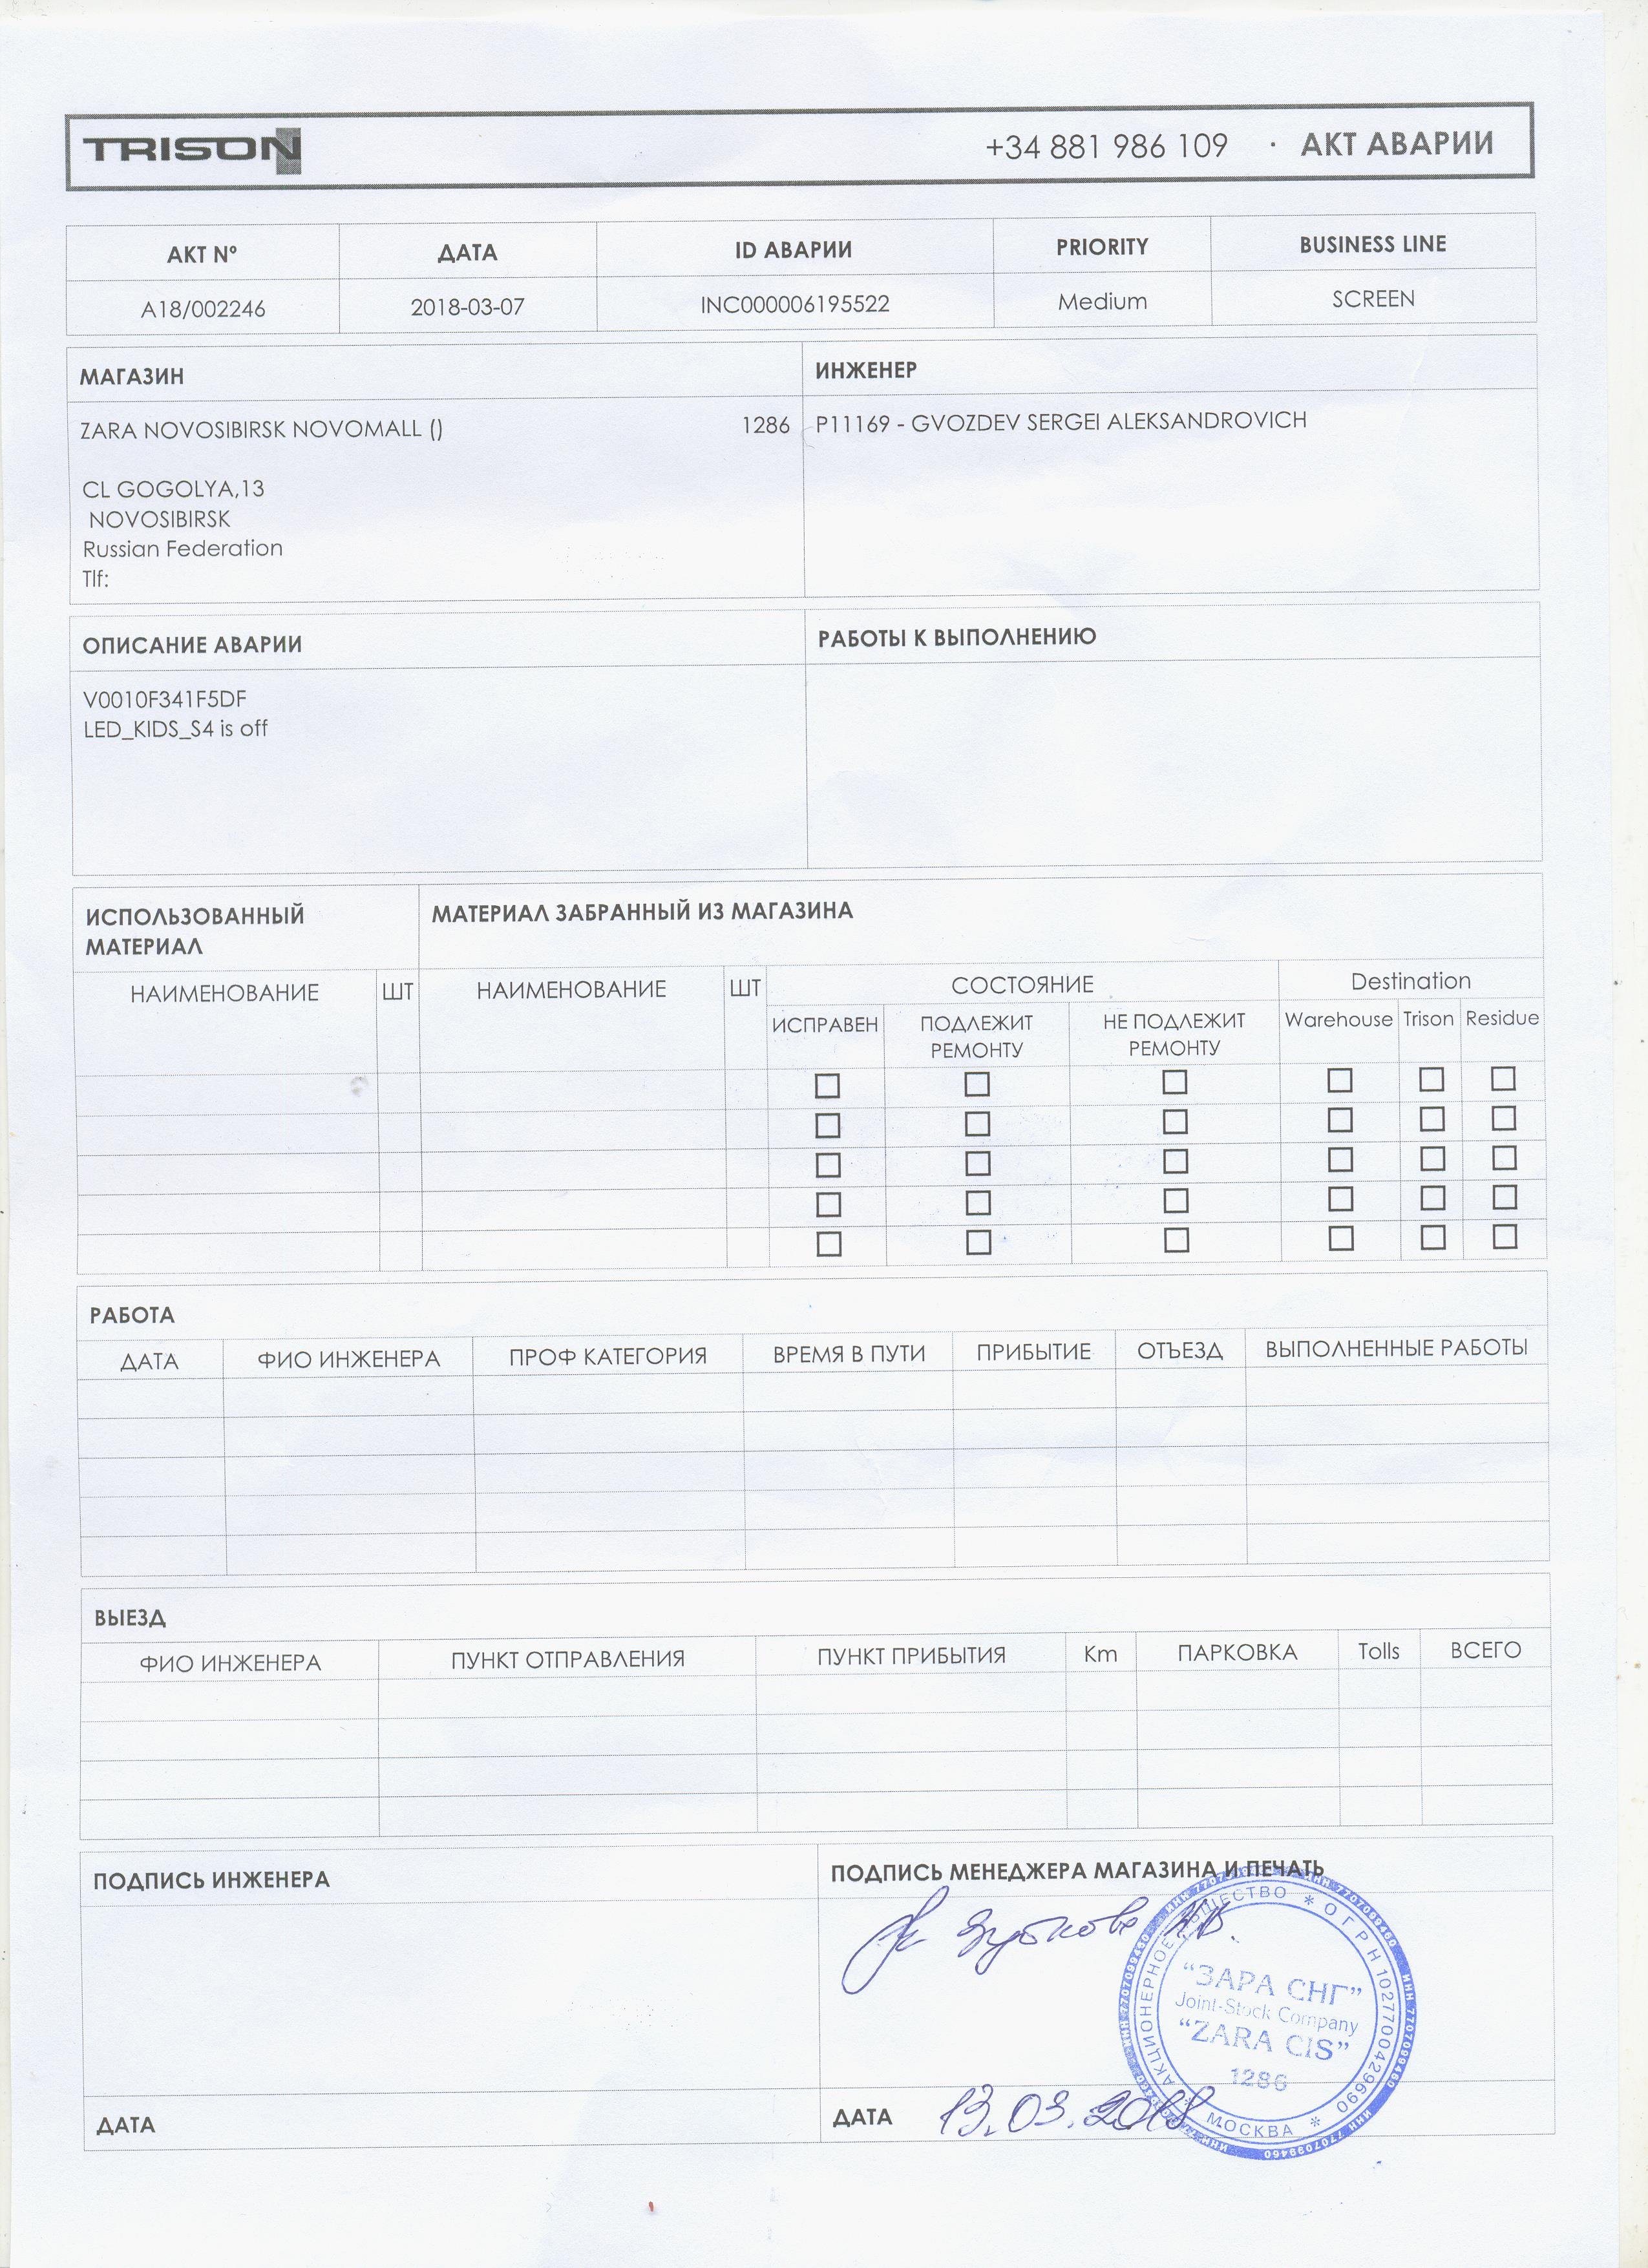 TRISON +34 881 986 109 · АКТ АВАРИИ
АКТ Nº ДАТА ID АВАРИИ PRIORITY BUSINESS LINE
A18/002246 2018-03-07 INC000006195522 Medium SCREEN
МАГАЗИН ИНЖЕНЕР
ZARA NOVOSIBIRSK NOVOMALL () 1286 P11169 - GVOZDEV SERGEI ALEKSANDROVICH
CL GOGOLYA,13
NOVOSIBIRSK
Russian Federation
Tlf:
ОПИСАНИЕ АВАРИИ РАБОТЫ К ВЫПОЛНЕНИЮ
V0010F341F5DF
LED_KIDS_S4 is off
ИСПОЛЬЗОВАННЫЙ МАТЕРИАЛ ЗАБРАННЫЙ ИЗ МАГАЗИНА
МАТЕРИАЛ
НАИМЕНОВАНИЕ ШТ НАИМЕНОВАНИЕ ШТ СОСТОЯНИЕ Destination
ИСПРАВЕН ПОДЛЕЖИТ НЕ ПОДЛЕЖИТ Warehouse Trison Residue
РЕМОНТУ РЕМОНТУ
РАБОТА
ДАТА ФИО ИНЖЕНЕРА ПРОФ КАТЕГОРИЯ ВРЕМЯ В ПУТИ ПРИБЫТИЕ ОТЪЕЗД ВЫПОЛНЕННЫЕ РАБОТЫ
ВЫЕЗД
ФИО ИНЖЕНЕРА ПУНКТ ОТПРАВЛЕНИЯ ПУНКТ ПРИБЫТИЯ Km ПАРКОВКА Tolls ВСЕГО
ПОДПИСЬ ИНЖЕНЕРА ПОДПИСЬ МЕНЕДЖЕРА МАГАЗИНА И ПЕЧАТЬ
АКЦИОНЕРНОЕ ОБЩЕСТВО * ОГРН 1027700429690 * МОСКВА *
ИНН 7707099460
"ЗАРА СНГ"
Joint-Stock Company
"ZARA CIS"
1286
ДАТА ДАТА 13.03.2018